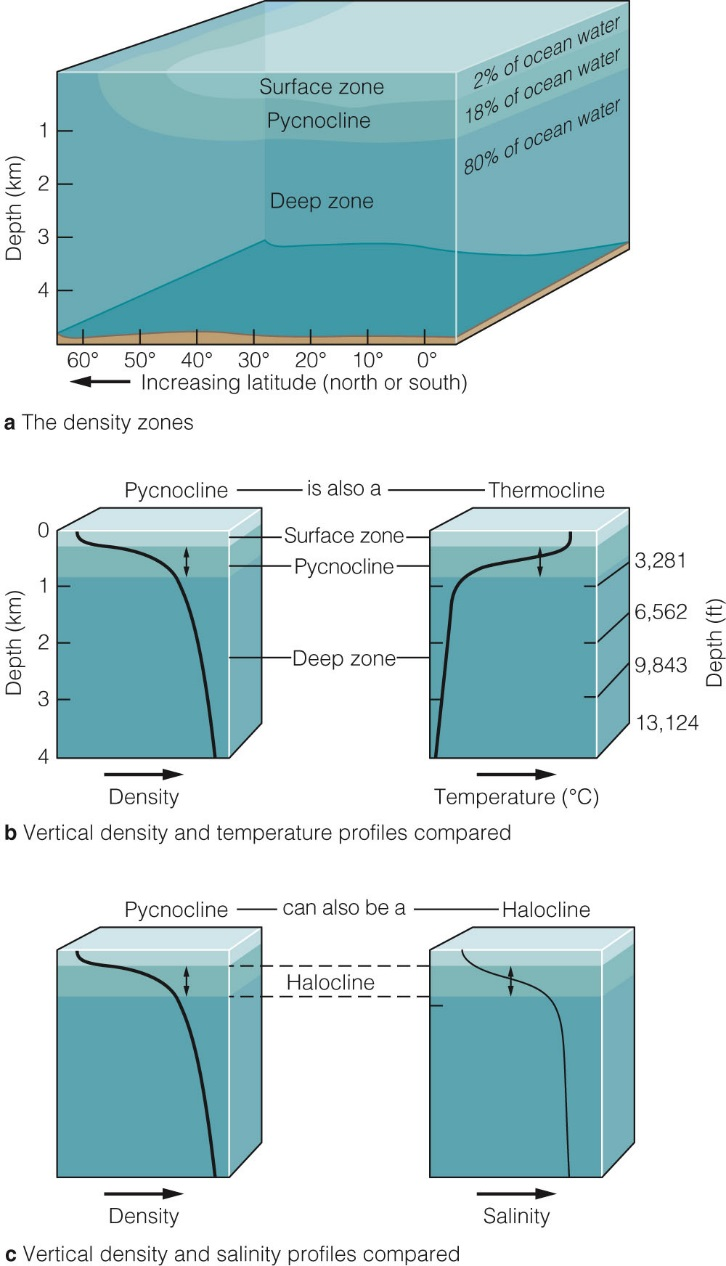 2% of ocean water
18% of ocean water
80% of ocean water
Surface zone
Pycnocline
Deep zone
Depth (km)
1
2
3
4
60° 50° 40° 30° 20° 10° 0°
Increasing latitude (north or south)
a The density zones
Pycnocline is also a Thermocline
0
1
2
3
4
Depth (km)
Surface zone
Pycnocline
Deep zone
3,281
6,562
9,843
13,124
Depth (ft)
Density
Temperature (°C)
b Vertical density and temperature profiles compared
Pycnocline can also be a Halocline
Halocline
Density
Salinity
c Vertical density and salinity profiles compared